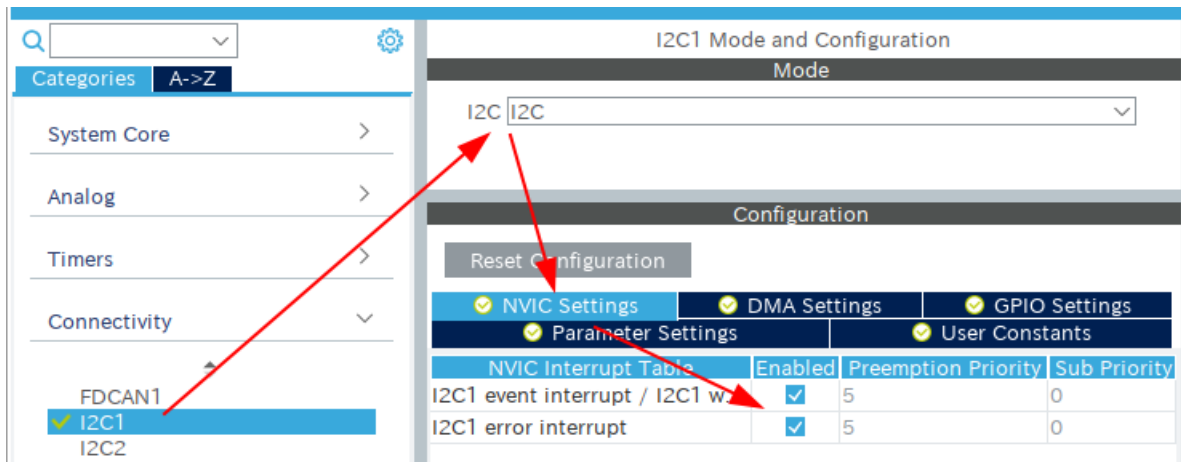 Categories A->Z
System Core
Analog
Timers
Connectivity
FDCAN1
I2C1
I2C2
I2C1 Mode and Configuration
Mode
I2C I2C
Configuration
Reset Configuration
NVIC Settings DMA Settings GPIO Settings
Parameter Settings User Constants
NVIC Interrupt Table Enabled Preemption Priority Sub Priority
I2C1 event interrupt / I2C1 w... 5 0
I2C1 error interrupt 5 0